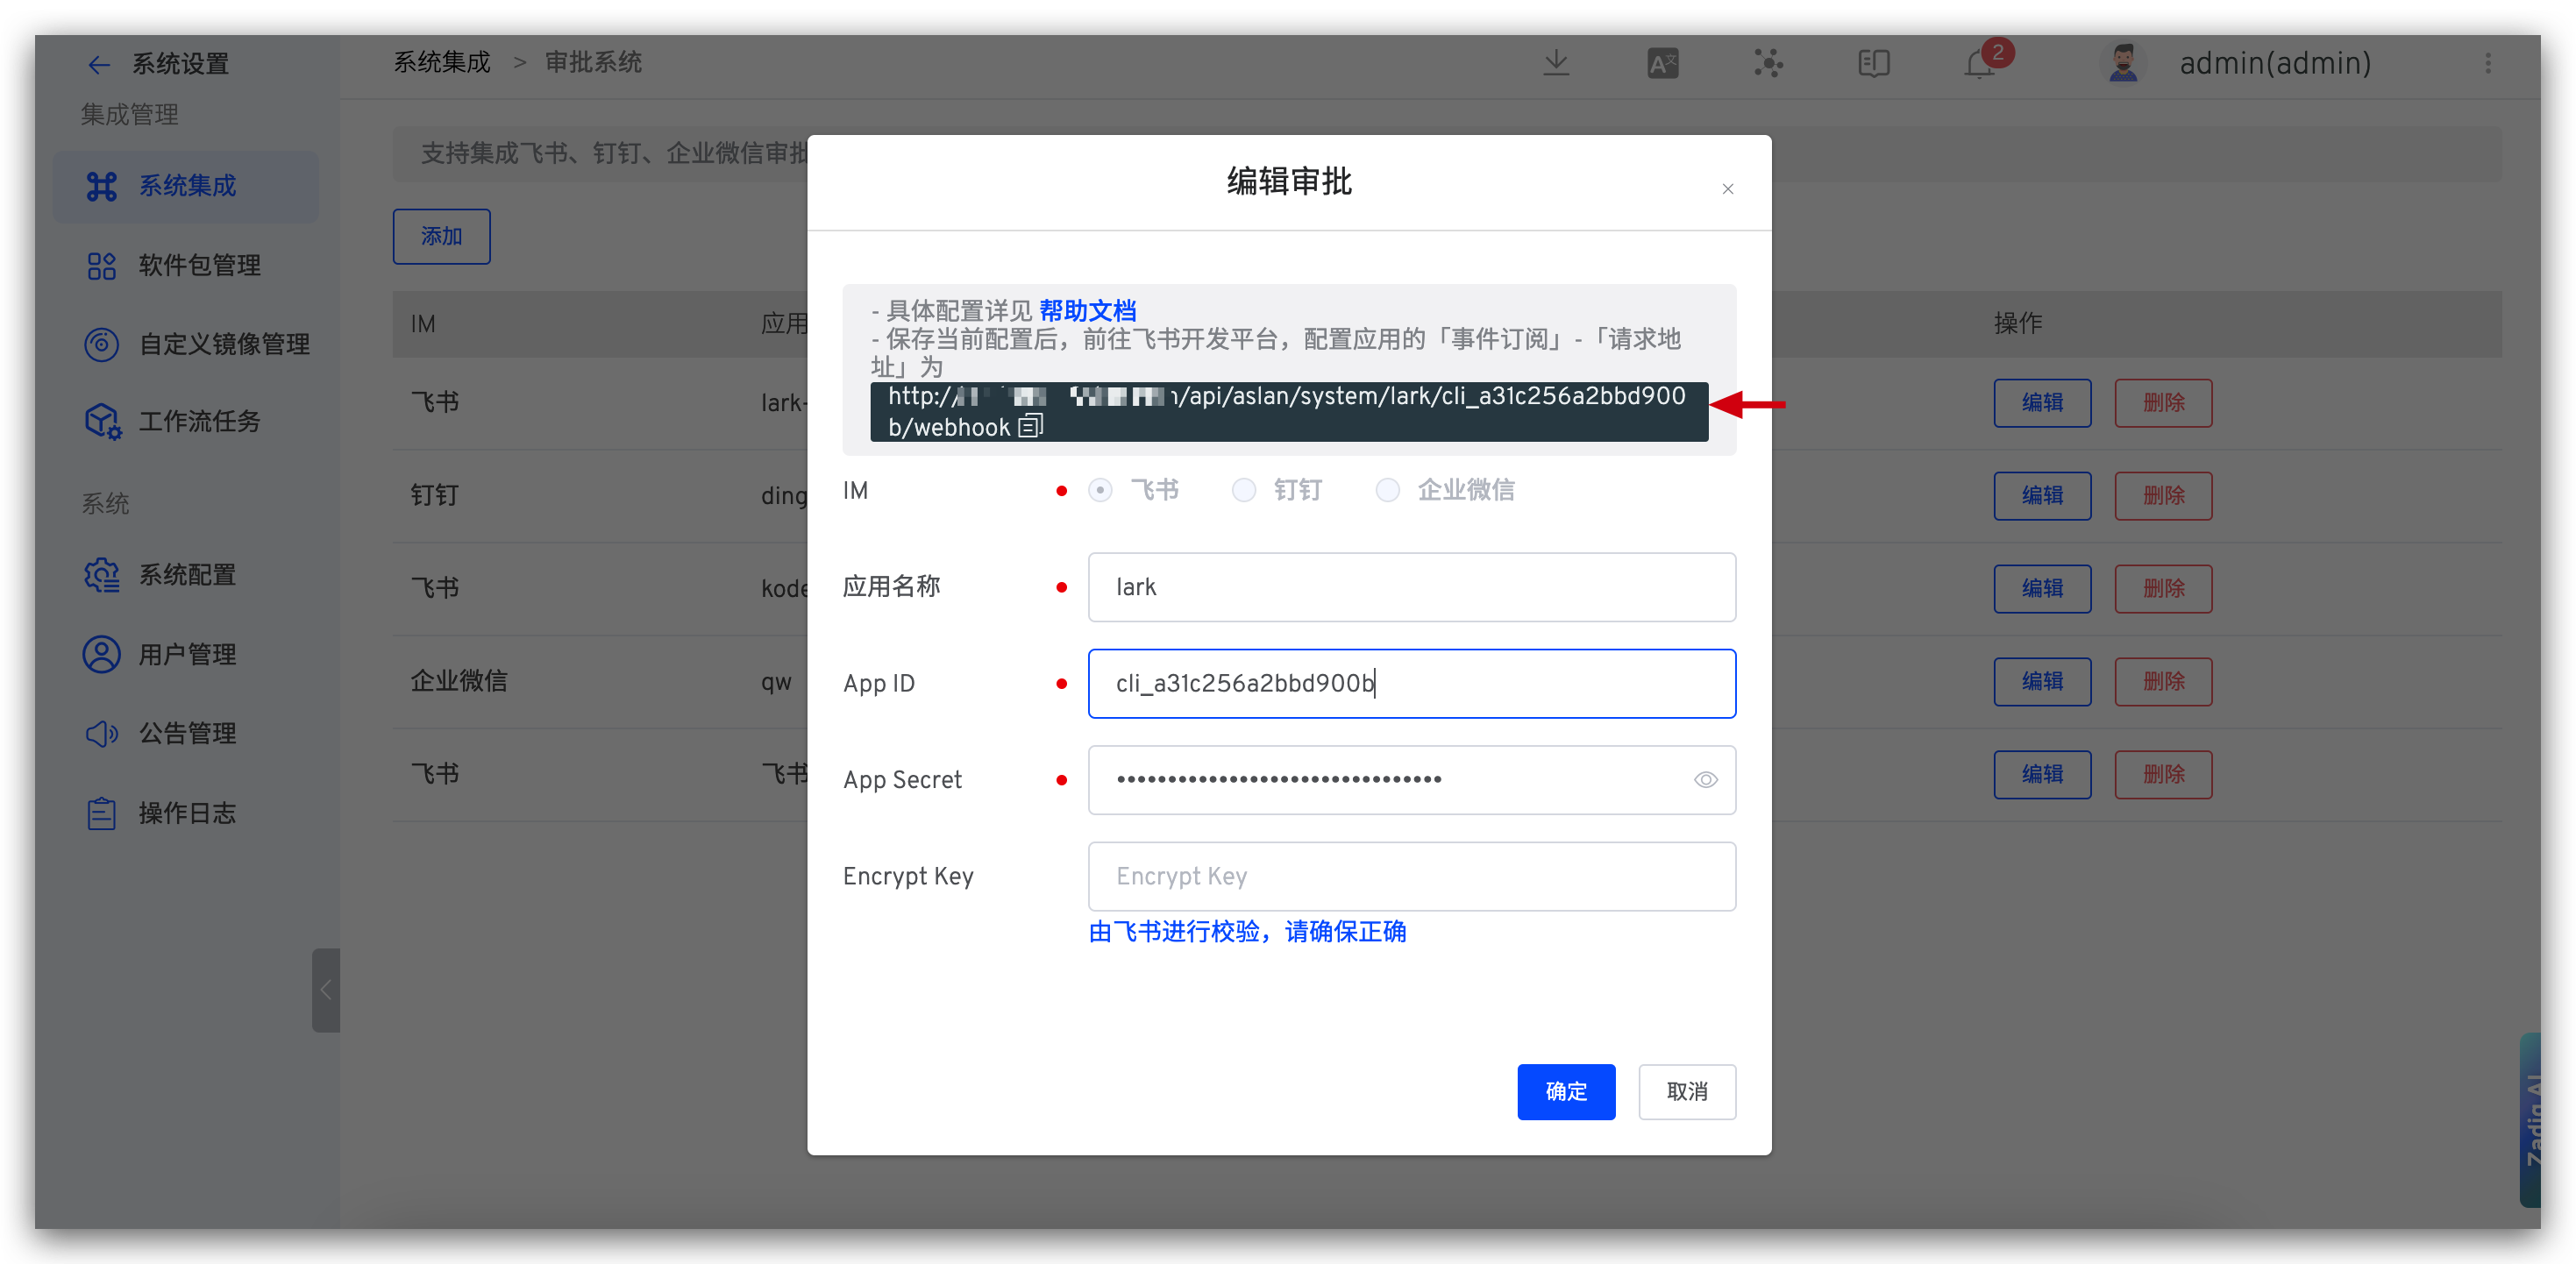 系统设置
系统集成 > 审批系统
2
admin(admin)
集成管理
系统集成
软件包管理
自定义镜像管理
工作流任务
系统
系统配置
用户管理
公告管理
操作日志
支持集成飞书、钉钉、企业微信审批
添加
IM 应用 操作
飞书 lark- 编辑 删除
钉钉 ding 编辑 删除
飞书 kode 编辑 删除
企业微信 qw 编辑 删除
飞书 飞书 编辑 删除
编辑审批
- 具体配置详见 帮助文档
- 保存当前配置后，前往飞书开发平台，配置应用的「事件订阅」-「请求地
址」为
http:// /api/aslan/system/lark/cli_a31c256a2bbd900
b/webhook
IM 飞书 钉钉 企业微信
应用名称 lark
App ID cli_a31c256a2bbd900b
App Secret ••••••••••••••••••••••••••••••••
Encrypt Key Encrypt Key
由飞书进行校验，请确保正确
确定 取消
Zadig AI